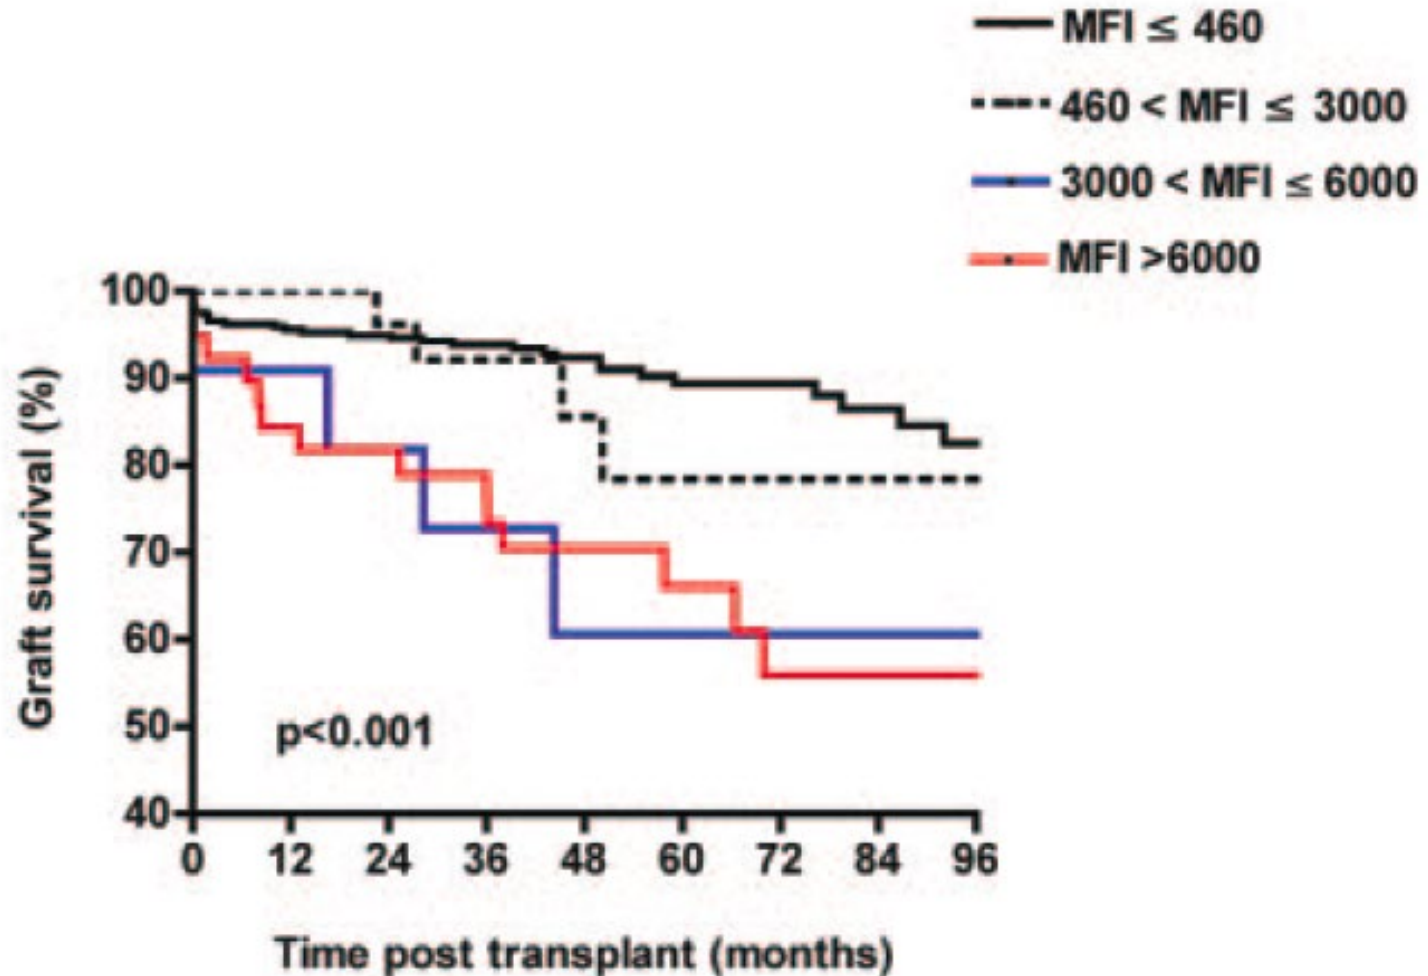 MFI ≤ 460
460 < MFI ≤ 3000
3000 < MFI ≤ 6000
MFI >6000
Graft survival (%)
100
90
80
70
60
50
40
p<0.001
0 12 24 36 48 60 72 84 96
Time post transplant (months)